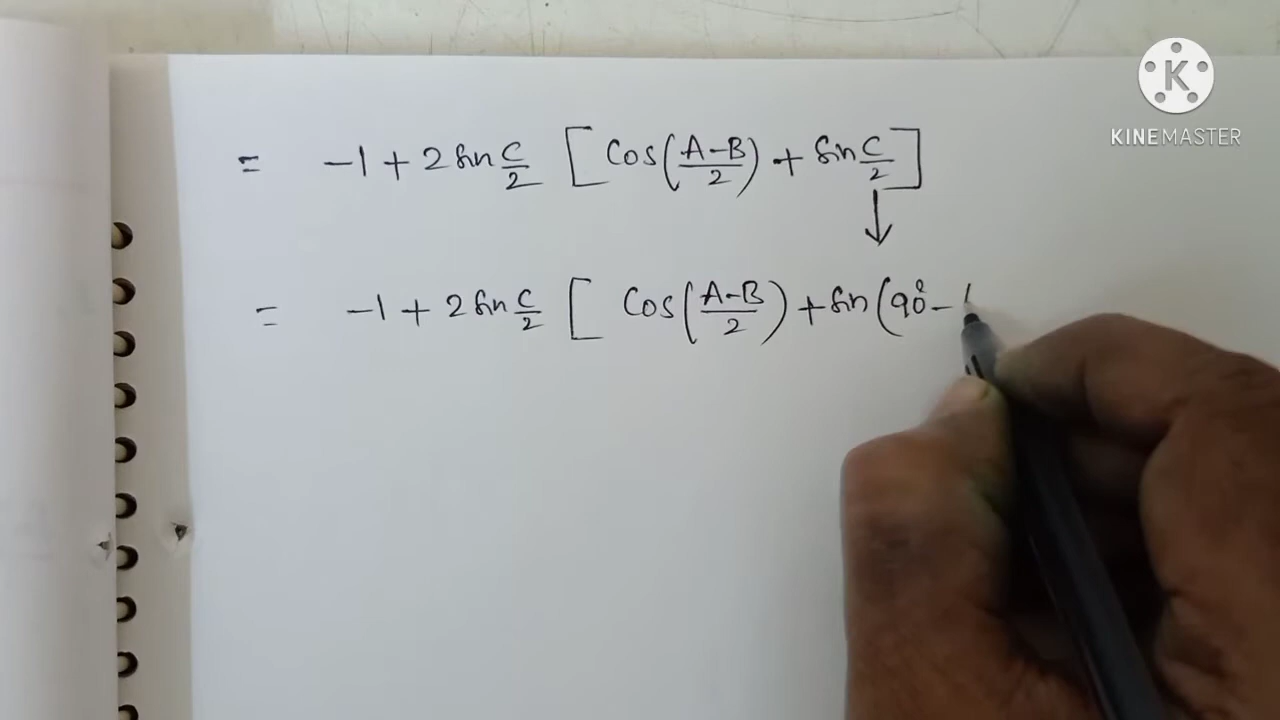 = -1 + 2 sin C/2 [ Cos(A-B/2) + sin C/2 ]
K
KINEMASTER
= -1 + 2 sin C/2 [ Cos(A-B/2) + sin (90° -